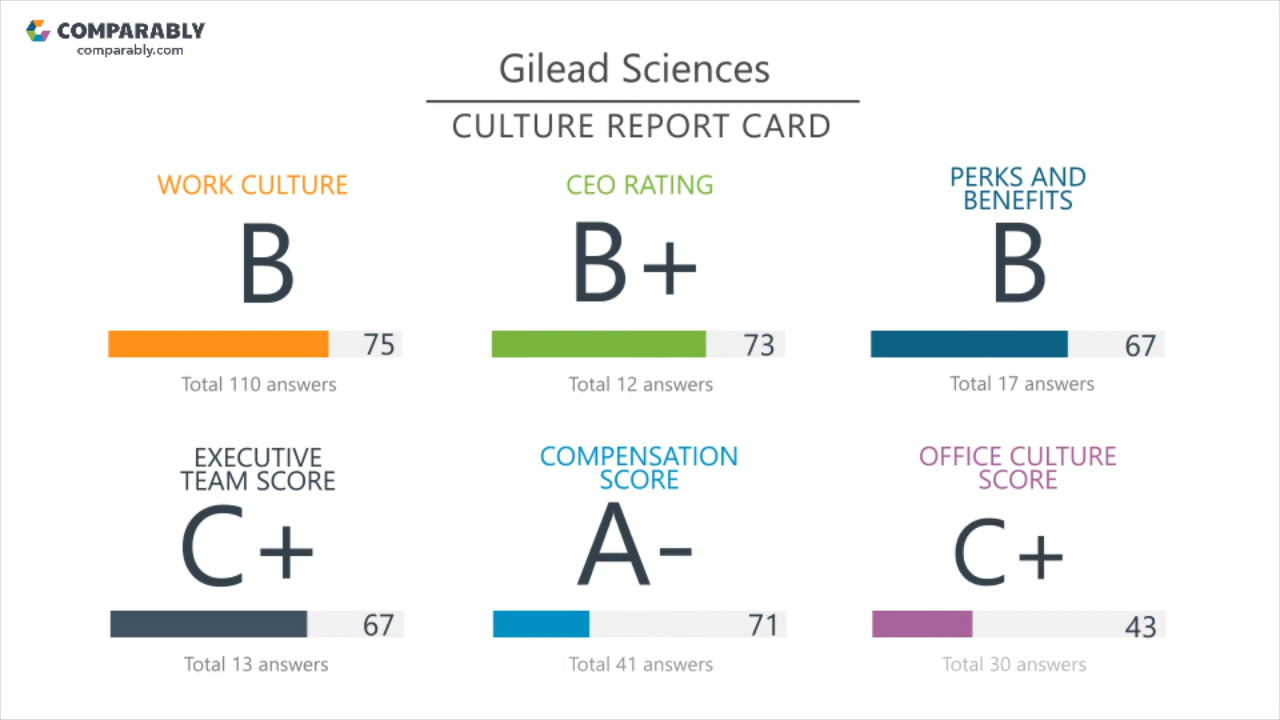 COMPARABLY
comparably.com
Gilead Sciences
CULTURE REPORT CARD
WORK CULTURE
B
75
Total 110 answers
CEO RATING
B+
73
Total 12 answers
PERKS AND
BENEFITS
B
67
Total 17 answers
EXECUTIVE
TEAM SCORE
C+
67
Total 13 answers
COMPENSATION
SCORE
A-
71
Total 41 answers
OFFICE CULTURE
SCORE
C+
43
Total 30 answers